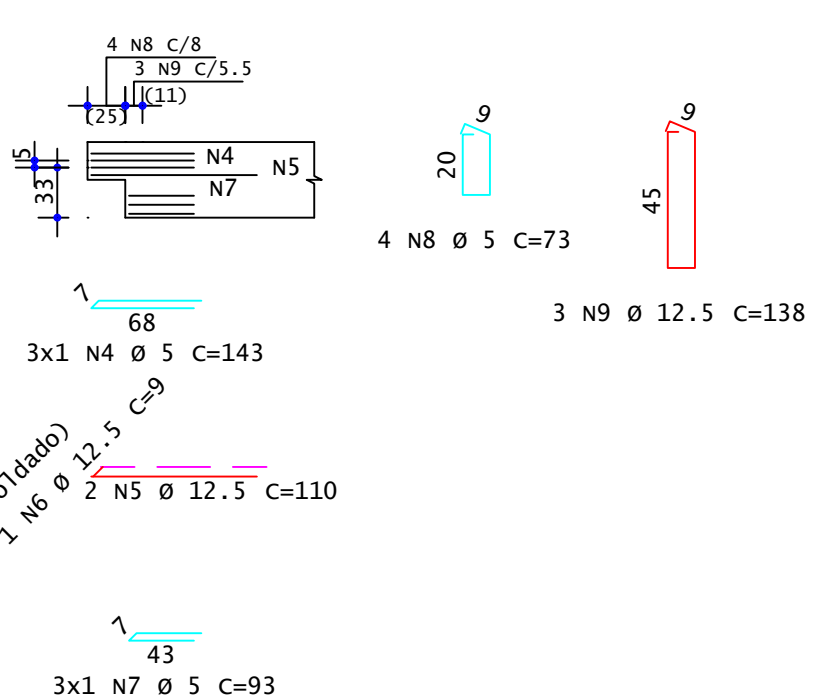 4 N8 C/8
3 N9 C/5.5
(11)
(25)
5
33
N4
N5
N7
9
20
4 N8 Ø 5 C=73
9
45
3 N9 Ø 12.5 C=138
7
68
3x1 N4 Ø 5 C=143
1 N6 Ø 12.5 C=9
2 N5 Ø 12.5 C=110
7
43
3x1 N7 Ø 5 C=93